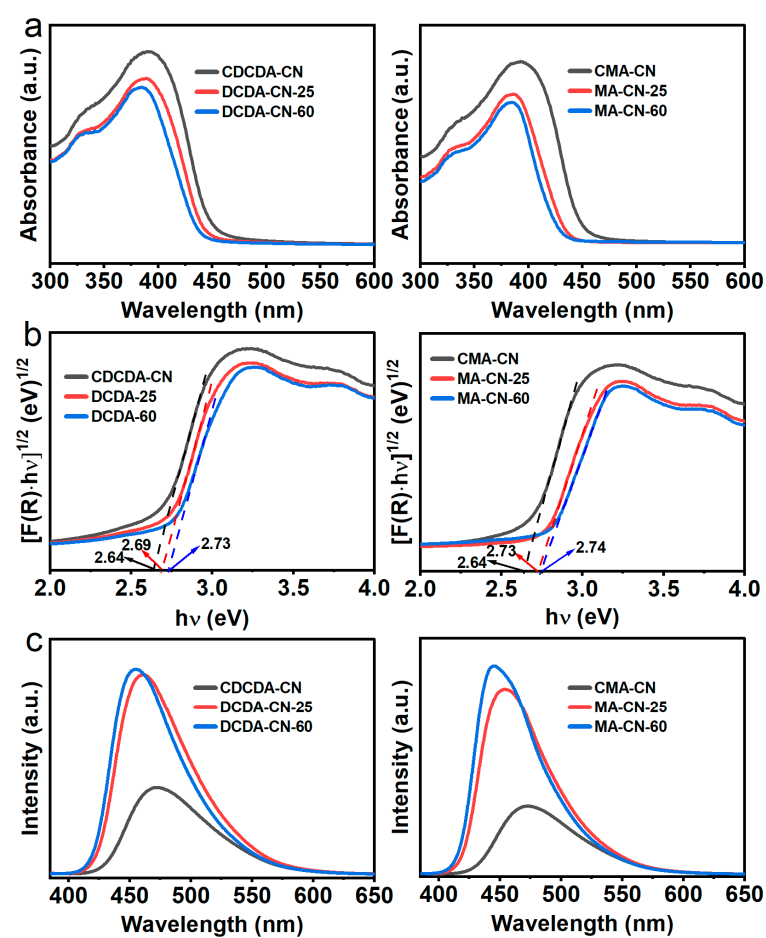 a
Absorbance (a.u.)
CDCDA-CN
DCDA-CN-25
DCDA-CN-60
300 350 400 450 500 550 600
Wavelength (nm)
Absorbance (a.u.)
CMA-CN
MA-CN-25
MA-CN-60
300 350 400 450 500 550 600
Wavelength (nm)
b
[F(R)·hν]1/2 (eV)1/2
CDCDA-CN
DCDA-25
DCDA-60
2.69
2.73
2.64
2.0 2.5 3.0 3.5 4.0
hν (eV)
[F(R)·hν]1/2 (eV)1/2
CMA-CN
MA-CN-25
MA-CN-60
2.73
2.74
2.64
2.0 2.5 3.0 3.5 4.0
hν (eV)
c
Intensity (a.u.)
CDCDA-CN
DCDA-CN-25
DCDA-CN-60
400 450 500 550 600 650
Wavelength (nm)
Intensity (a.u.)
CMA-CN
MA-CN-25
MA-CN-60
400 450 500 550 600 650
Wavelength (nm)